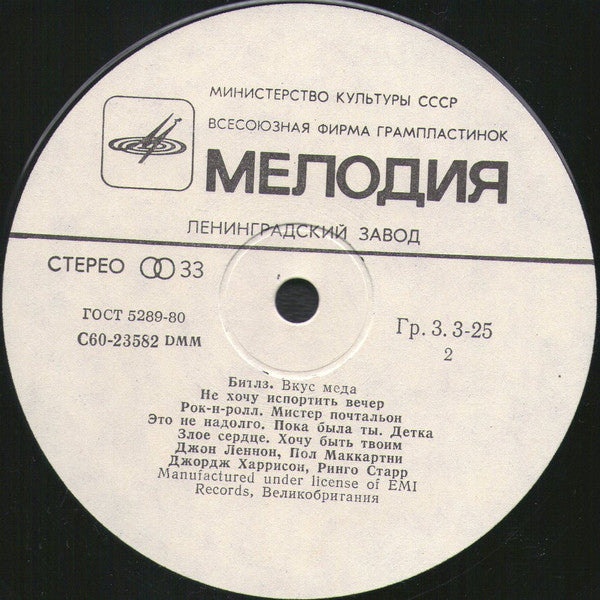 МИНИСТЕРСТВО КУЛЬТУРЫ СССР
ВСЕСОЮЗНАЯ ФИРМА ГРАМПЛАСТИНОК
МЕЛОДИЯ
ЛЕНИНГРАДСКИЙ ЗАВОД
СТЕРЕО 33
ГОСТ 5289-80
С60-23582 DMM
Гр. 3. 3-25
2
Битлз. Вкус меда
Не хочу испортить вечер
Рок-н-ролл. Мистер почтальон
Это не надолго. Пока была ты. Детка
Злое сердце. Хочу быть твоим
Джон Леннон, Пол Маккартни
Джордж Харрисон, Ринго Старр
Manufactured under license of EMI
Records, Великобритания